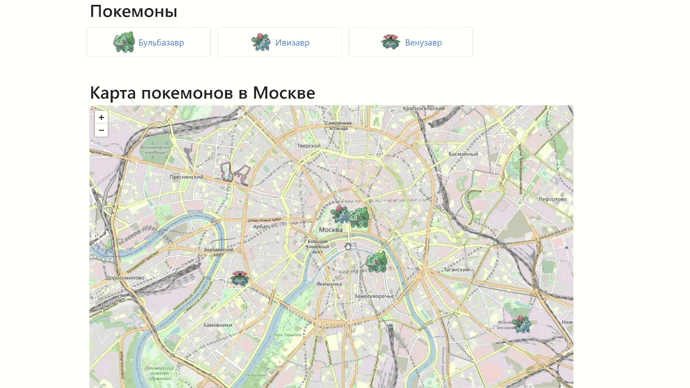 Покемоны
Бульбазавр
Ивизавр
Венузавр
Карта покемонов в Москве
+
−
Красносельский
Тверской
Басманный
Пресненский
Лефортово
Арбат
Москва
Таганский
Дорогомилово
Якиманка
Замоскворечье
Хамовники
Ниж